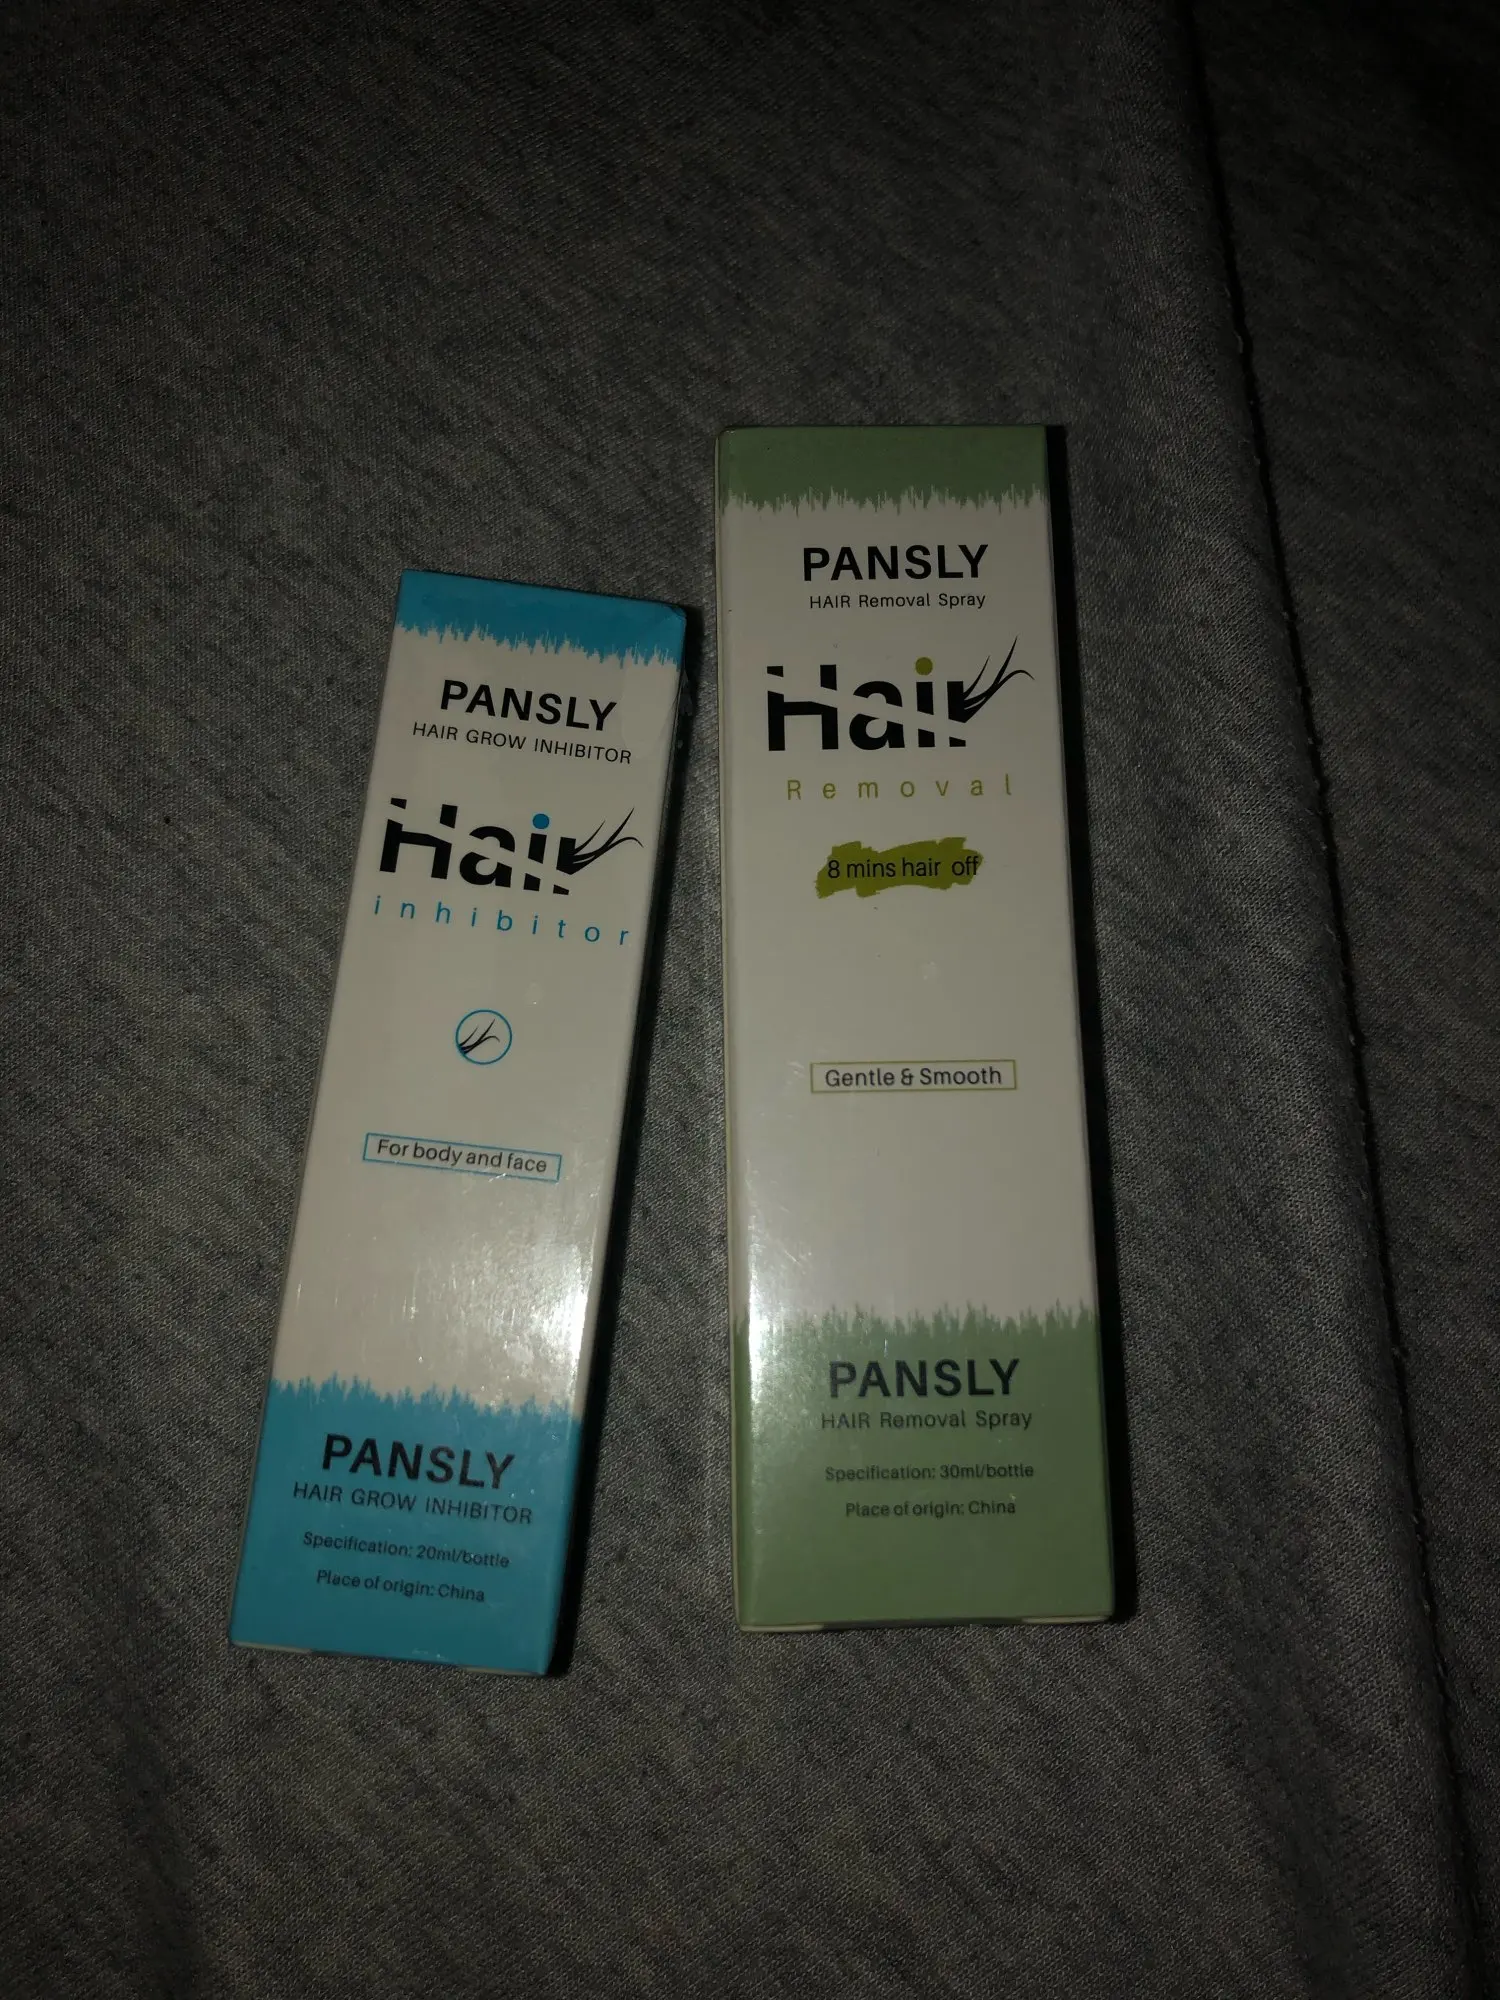 PANSLY
HAIR GROW INHIBITOR
Hair
inhibitor
For body and face
PANSLY
HAIR GROW INHIBITOR
Specification: 20ml/bottle
Place of origin: China
PANSLY
HAIR Removal Spray
Hair
Removal
8 mins hair off
Gentle & Smooth
PANSLY
HAIR Removal Spray
Specification: 30ml/bottle
Place of origin: China